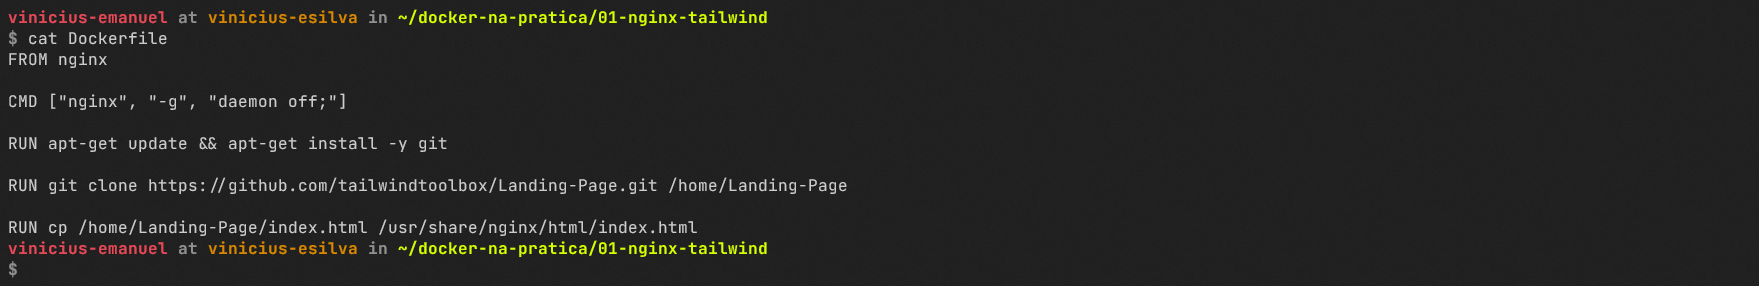 vinicius-emanuel at vinicius-esilva in ~/docker-na-pratica/01-nginx-tailwind
$ cat Dockerfile
FROM nginx
CMD ["nginx", "-g", "daemon off;"]
RUN apt-get update && apt-get install -y git
RUN git clone https://github.com/tailwindtoolbox/Landing-Page.git /home/Landing-Page
RUN cp /home/Landing-Page/index.html /usr/share/nginx/html/index.html
vinicius-emanuel at vinicius-esilva in ~/docker-na-pratica/01-nginx-tailwind
$